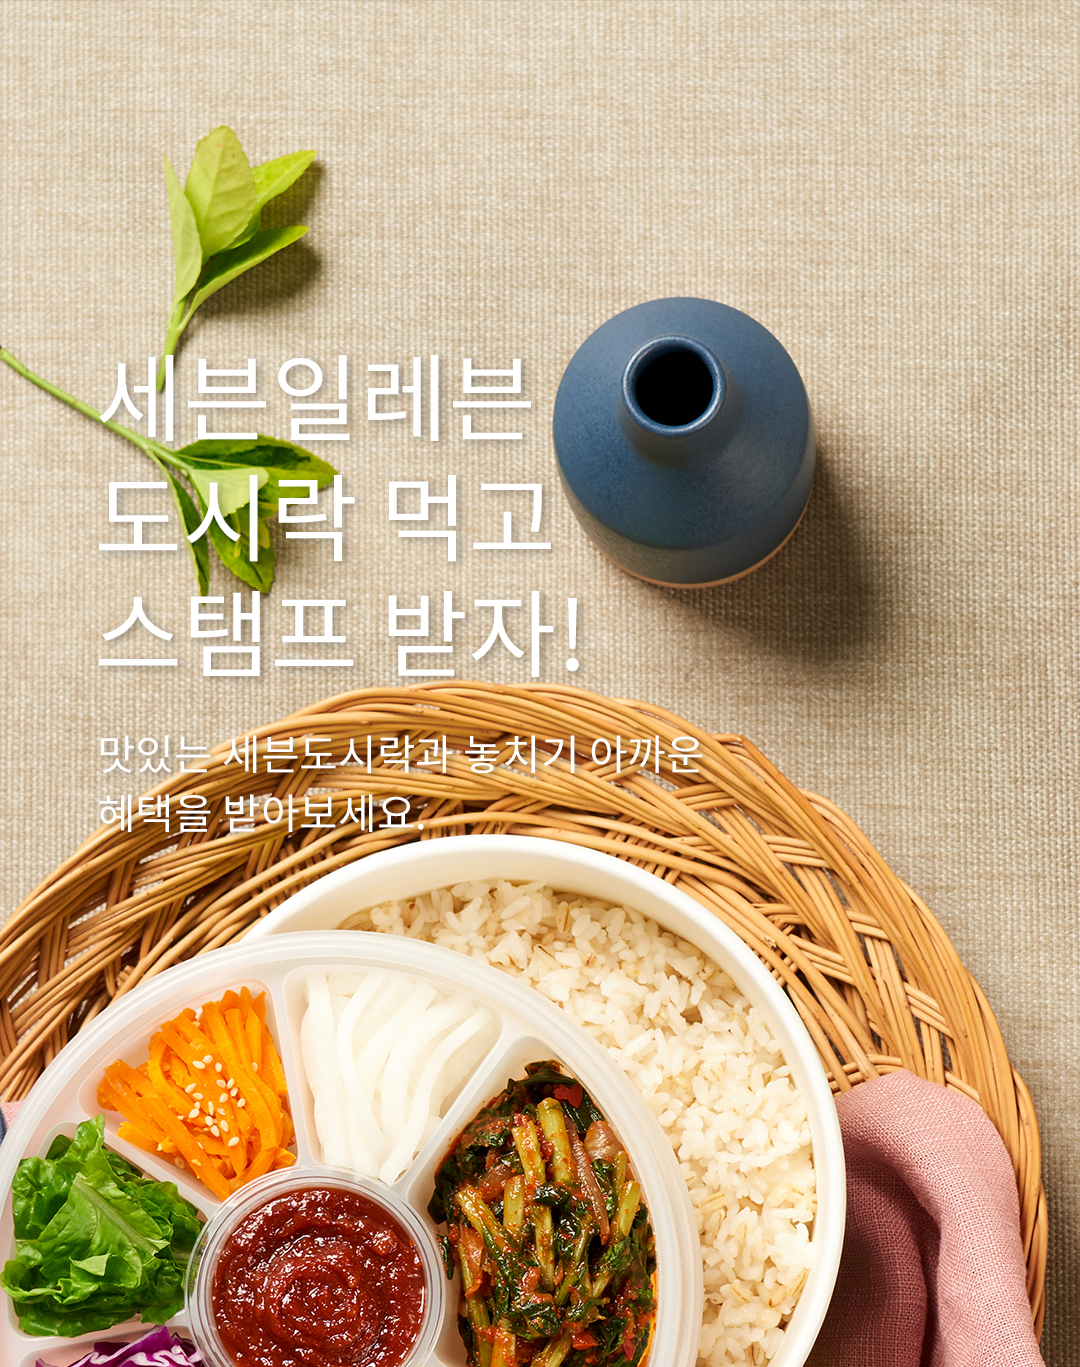 세븐일레븐
도시락 먹고
스탬프 받자!
맛있는 세븐도시락과 놓치기 아까운
혜택을 받아보세요.